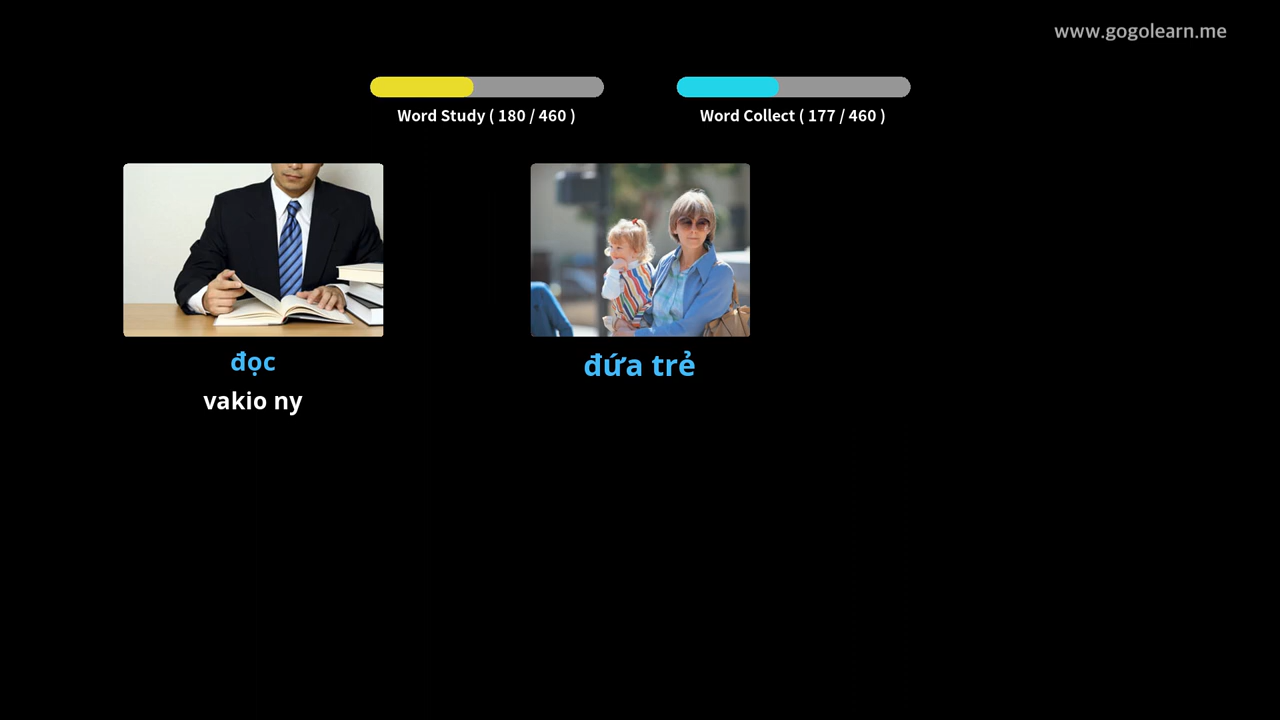 www.gogolearn.me
Word Study ( 180 / 460 )
Word Collect ( 177 / 460 )
đọc
vakio ny
đứa trẻ